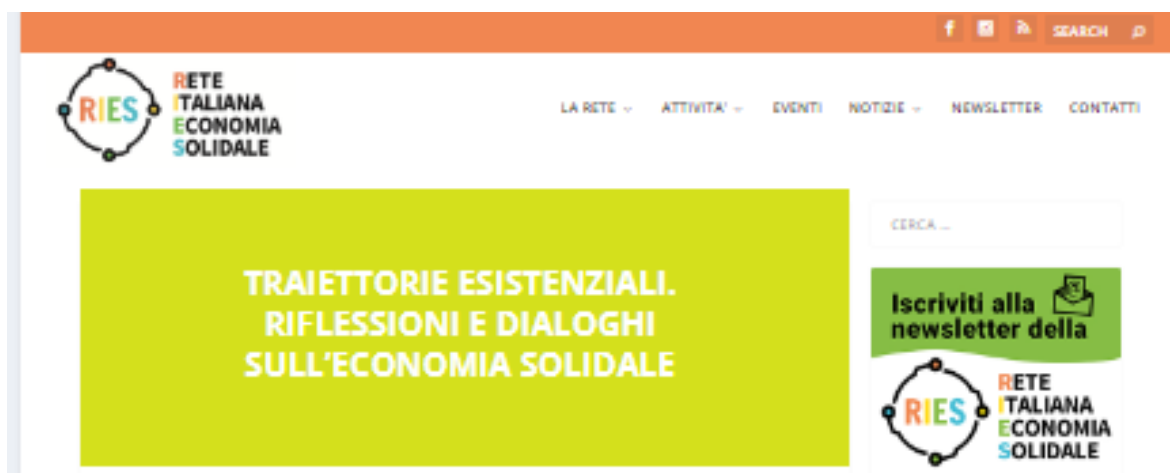 SEARCH
RIES
RETE
ITALIANA
ECONOMIA
SOLIDALE
LA RETE
ATTIVITA'
EVENTI
NOTIZIE
NEWSLETTER
CONTATTI
TRAIETTORIE ESISTENZIALI.
RIFLESSIONI E DIALOGHI
SULL'ECONOMIA SOLIDALE
CERCA ...
Iscriviti alla
newsletter della
RIES
RETE
ITALIANA
ECONOMIA
SOLIDALE